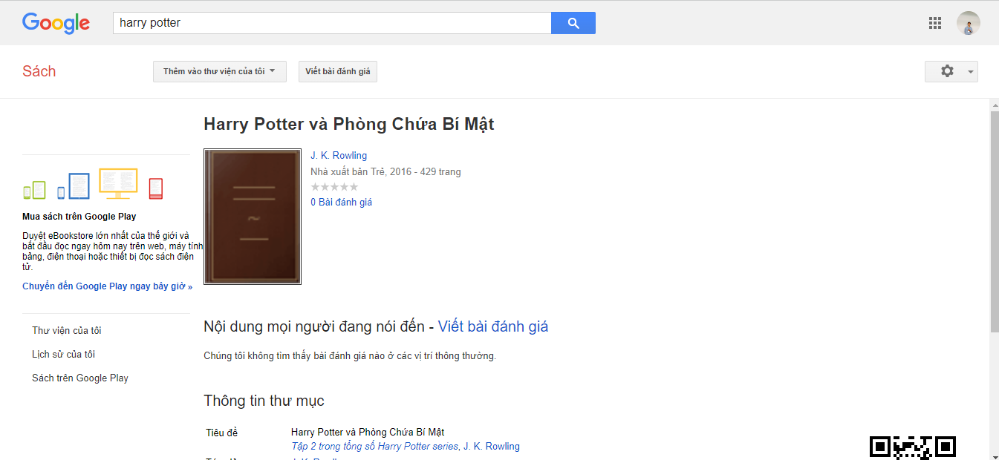 Google
harry potter
Sách
Thêm vào thư viện của tôi
Viết bài đánh giá
Harry Potter và Phòng Chứa Bí Mật
J. K. Rowling
Nhà xuất bản Trẻ, 2016 - 429 trang
0 Bài đánh giá
Mua sách trên Google Play
Duyệt eBookstore lớn nhất của thế giới và
bắt đầu đọc ngay hôm nay trên web, máy tính
bảng, điện thoại hoặc thiết bị đọc sách điện
tử.
Chuyển đến Google Play ngay bây giờ »
Thư viện của tôi
Lịch sử của tôi
Sách trên Google Play
Nội dung mọi người đang nói đến - Viết bài đánh giá
Chúng tôi không tìm thấy bài đánh giá nào ở các vị trí thông thường.
Thông tin thư mục
Tiêu đề
Harry Potter và Phòng Chứa Bí Mật
Tập 2 trong tổng số Harry Potter series, J. K. Rowling